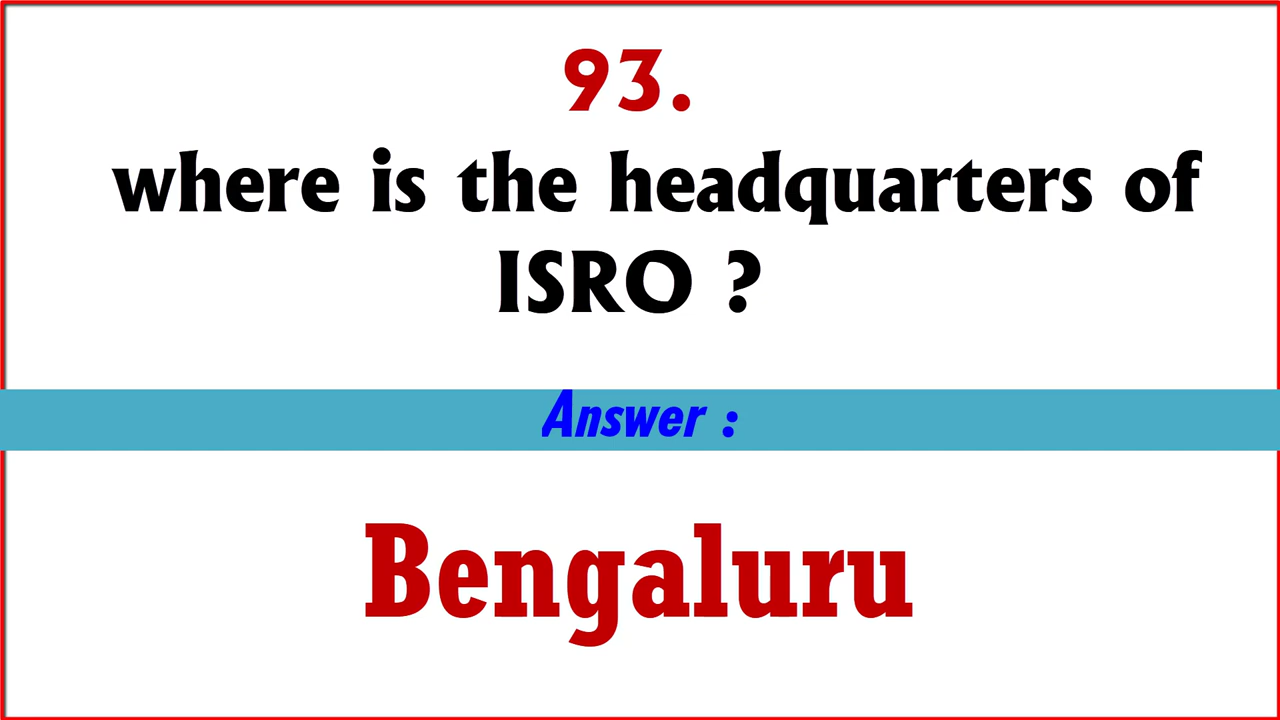 93.
where is the headquarters of
ISRO ?
Answer :
Bengaluru